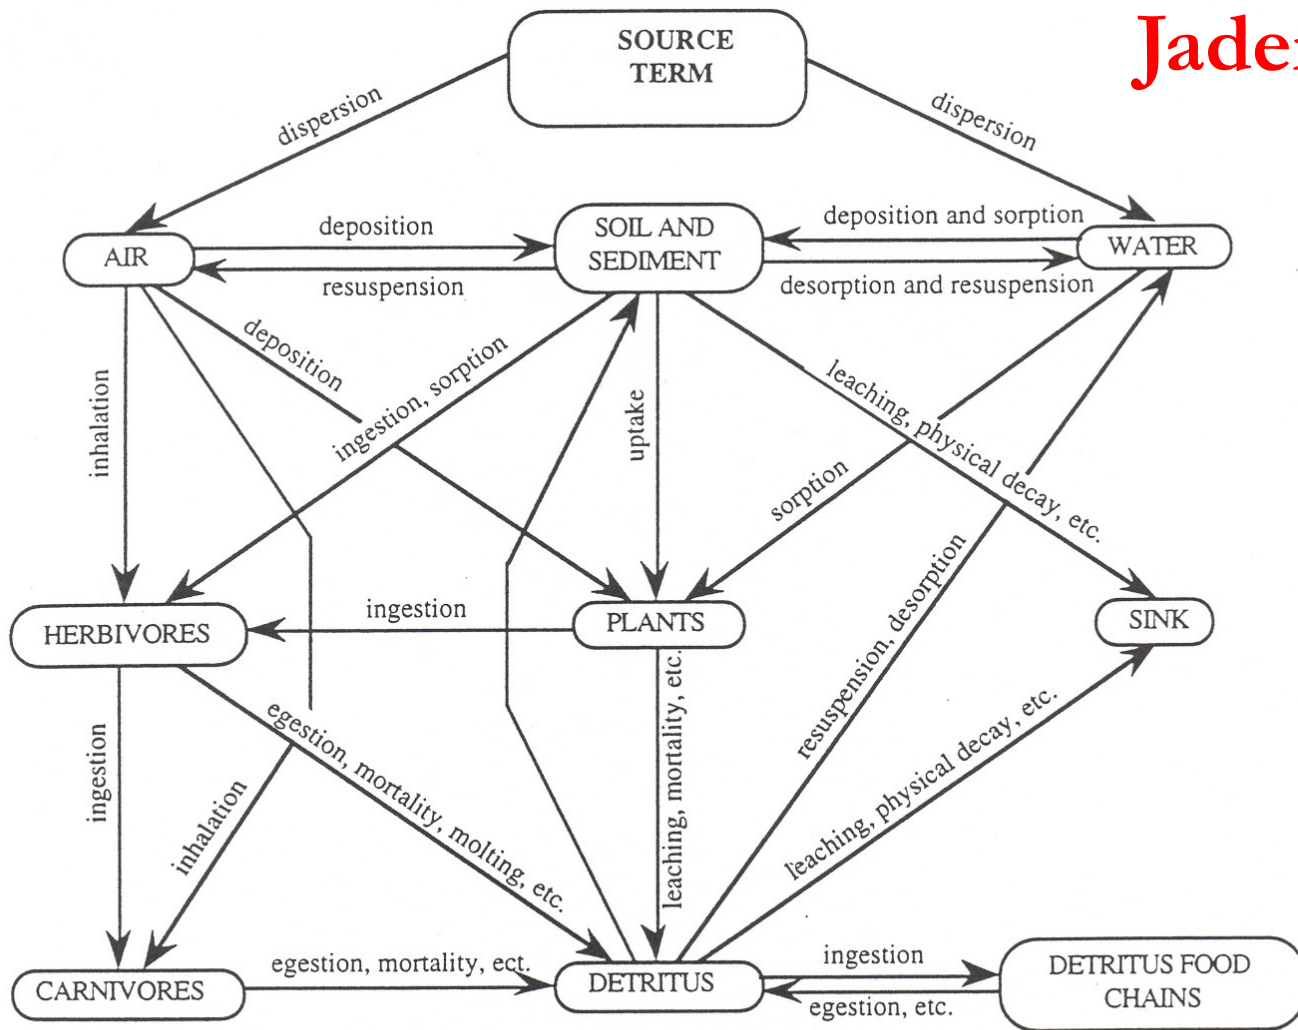 SOURCE
TERM
dispersion
dispersion
AIR
deposition
resuspension
SOIL AND
SEDIMENT
deposition and sorption
desorption and resuspension
WATER
inhalation
deposition
ingestion, sorption
uptake
leaching, physical decay, etc.
sorption
resuspension, desorption
HERBIVORES
ingestion
PLANTS
SINK
ingestion
inhalation
egestion, mortality, molting, etc.
leaching, mortality, etc.
leaching, physical decay, etc.
CARNIVORES
egestion, mortality, ect.
DETRITUS
ingestion
egestion, etc.
DETRITUS FOOD
CHAINS